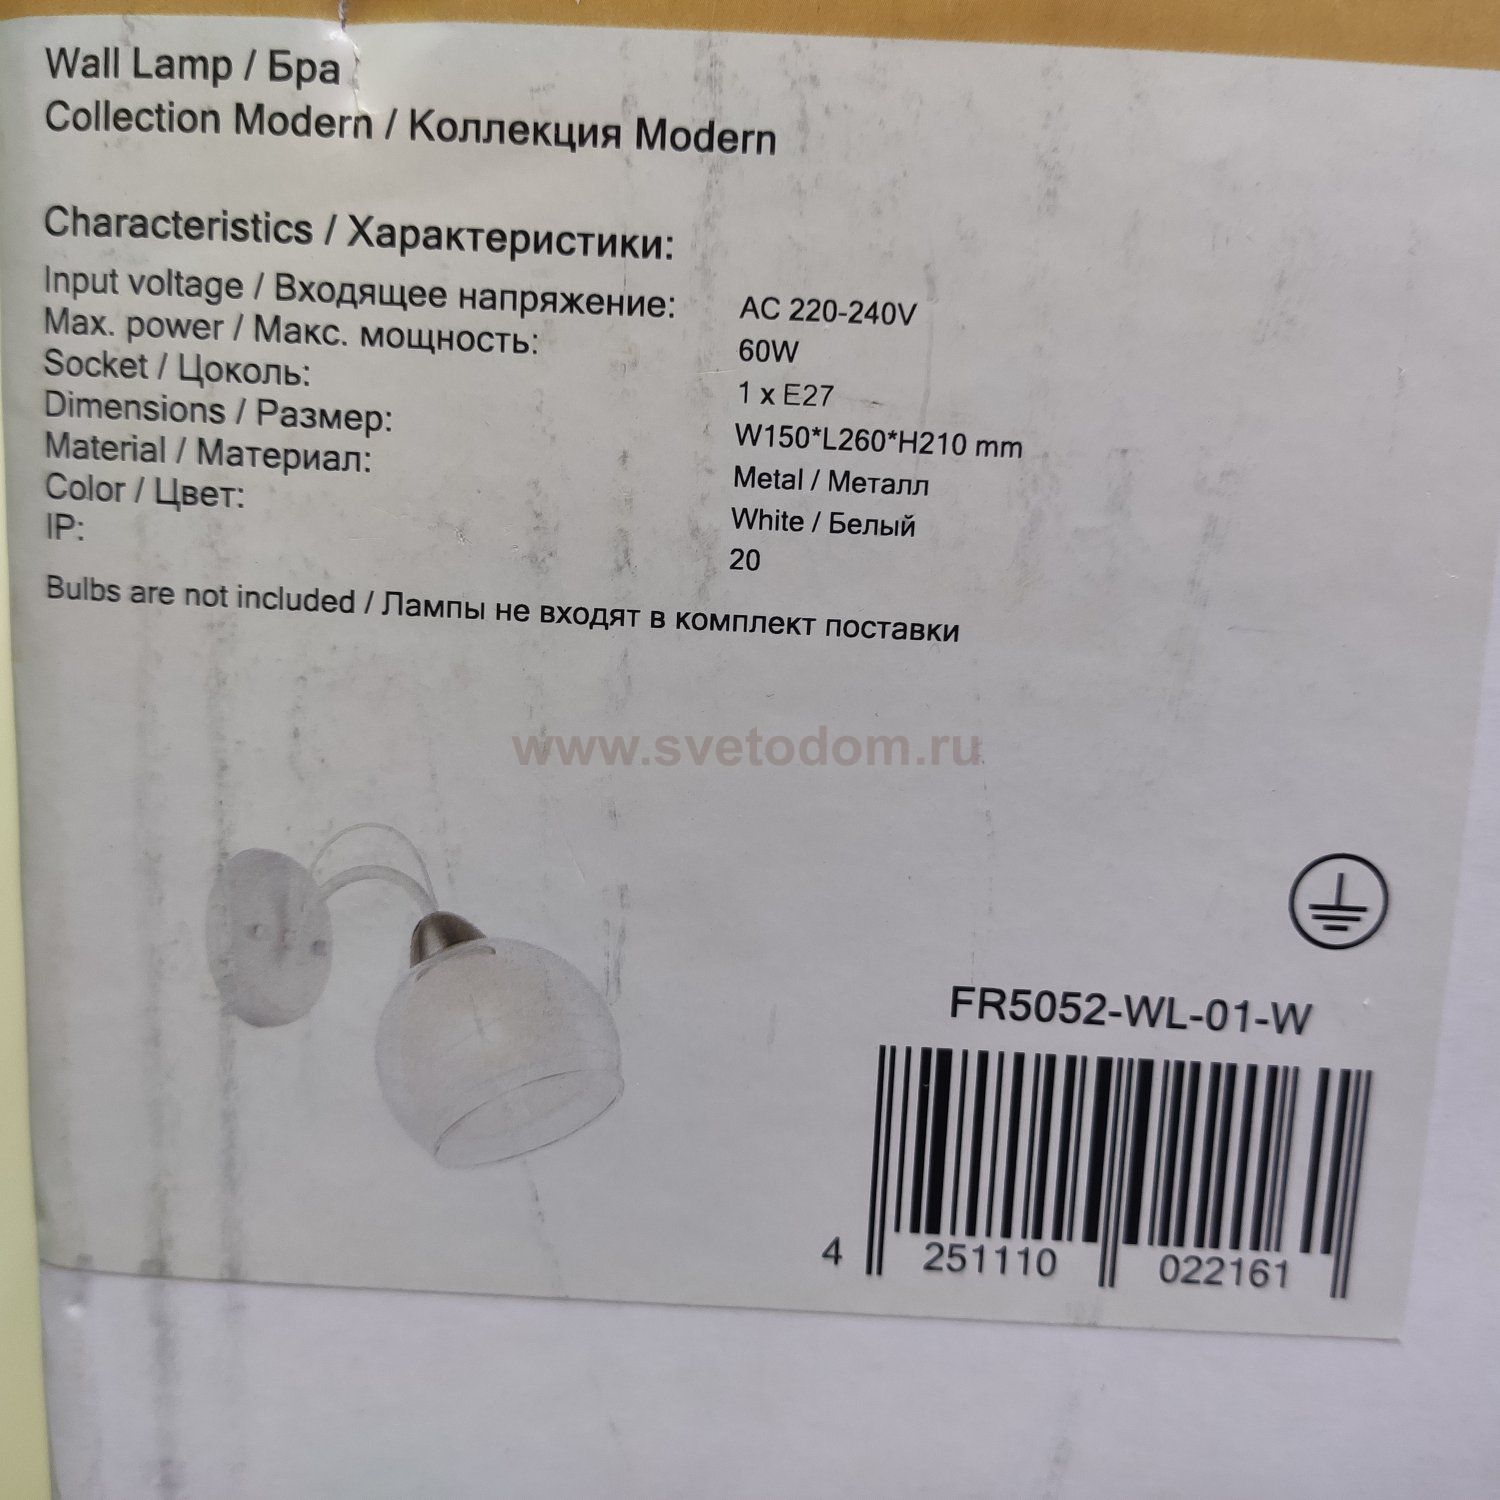 Wall Lamp / Бра
Collection Modern / Коллекция Modern
Characteristics / Характеристики:
Input voltage / Входящее напряжение: AC 220-240V
Max. power / Макс. мощность: 60W
Socket / Цоколь: 1 x E27
Dimensions / Размер: W150*L260*H210 mm
Material / Материал: Metal / Металл
Color / Цвет: White / Белый
IP: 20
Bulbs are not included / Лампы не входят в комплект поставки
www.svetodom.ru
FR5052-WL-01-W
4 251110 022161